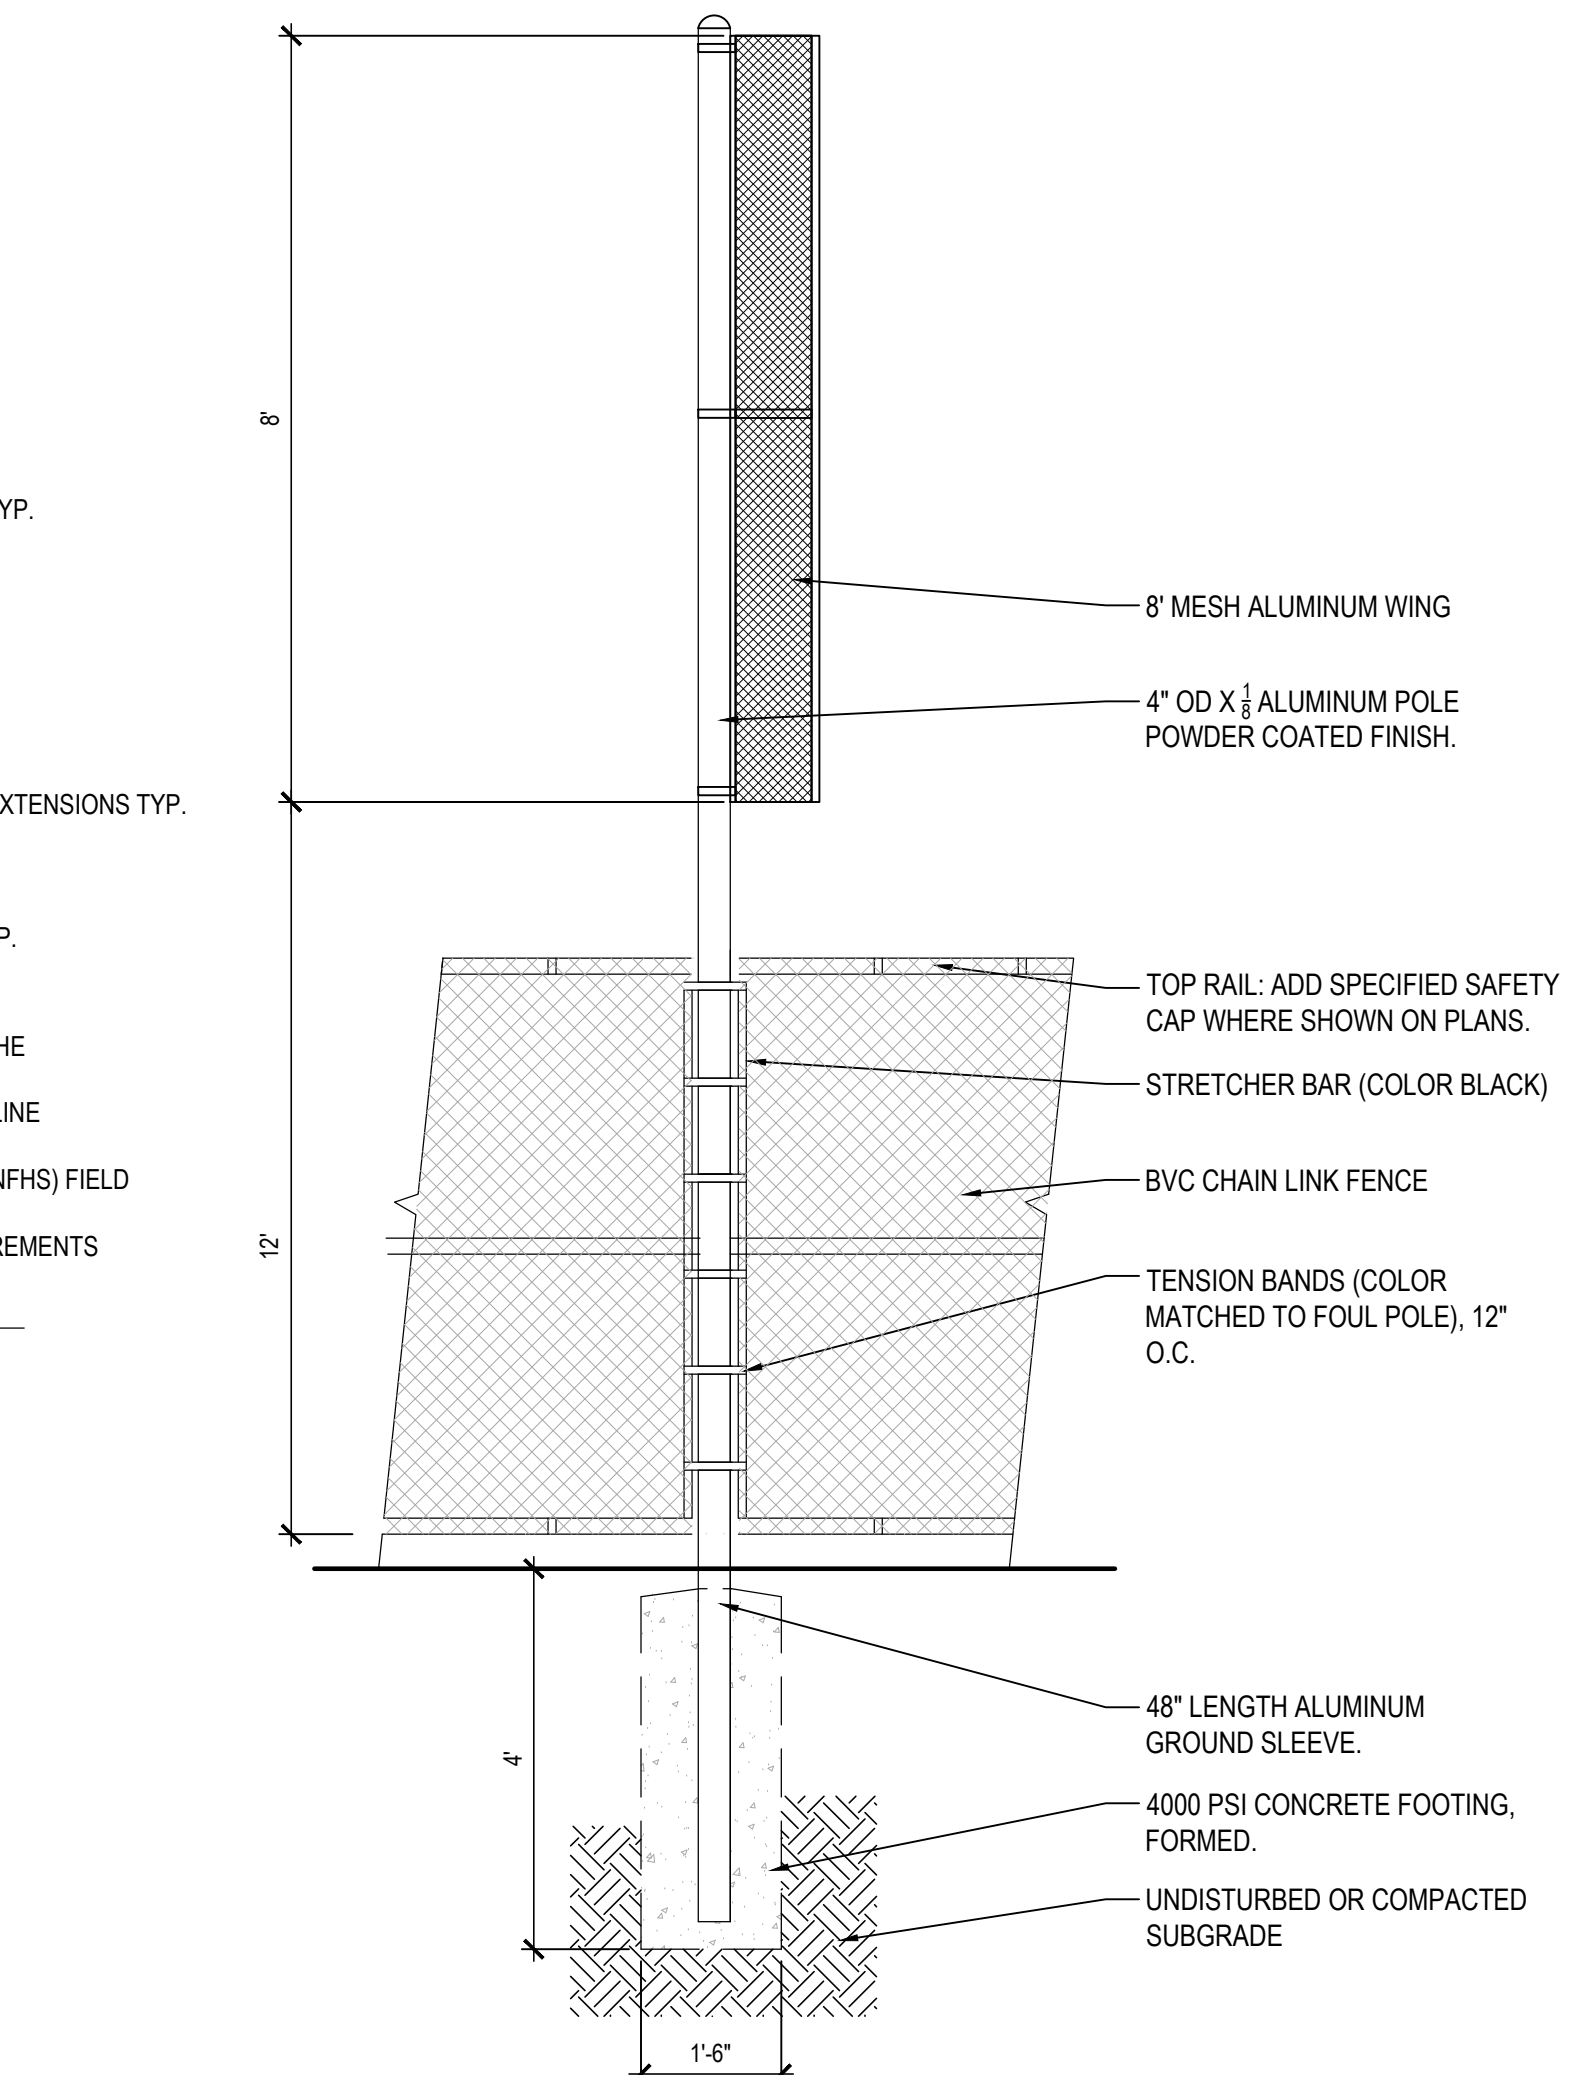 8'
YP.
8' MESH ALUMINUM WING
4" OD X 1/8 ALUMINUM POLE
POWDER COATED FINISH.
XTENSIONS TYP.
P.
TOP RAIL: ADD SPECIFIED SAFETY
CAP WHERE SHOWN ON PLANS.
HE
STRETCHER BAR (COLOR BLACK)
LINE
NFHS) FIELD
BVC CHAIN LINK FENCE
12'
REMENTS
TENSION BANDS (COLOR
MATCHED TO FOUL POLE), 12"
O.C.
48" LENGTH ALUMINUM
GROUND SLEEVE.
4'
4000 PSI CONCRETE FOOTING,
FORMED.
UNDISTURBED OR COMPACTED
SUBGRADE
1'-6"